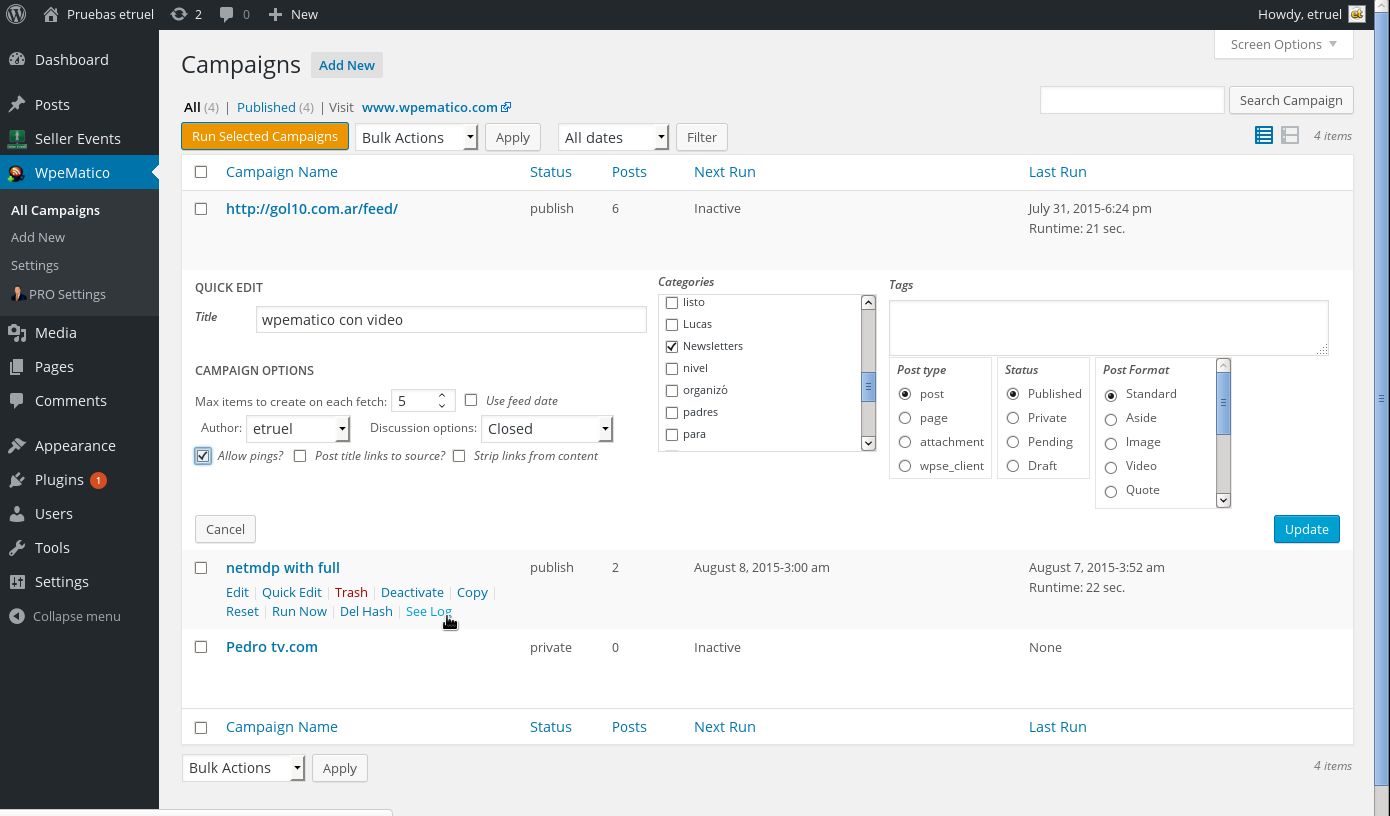 Pruebas etruel 2 0 New Howdy, etruel
Screen Options
Dashboard
Posts
Seller Events
WpeMatico
All Campaigns
Add New
Settings
PRO Settings
Media
Pages
Comments
Appearance
Plugins 1
Users
Tools
Settings
Collapse menu
Campaigns Add New
All (4) | Published (4) | Visit www.wpematico.com
Search Campaign
Run Selected Campaigns Bulk Actions Apply All dates Filter 4 items
Campaign Name Status Posts Next Run Last Run
http://gol10.com.ar/feed/ publish 6 Inactive July 31, 2015-6:24 pm
Runtime: 21 sec.
QUICK EDIT
Title wpematico con video
CAMPAIGN OPTIONS
Max items to create on each fetch: 5 Use feed date
Author: etruel Discussion options: Closed
Allow pings? Post title links to source? Strip links from content
Categories
listo
Lucas
Newsletters
nivel
organizó
padres
para
Tags
Post type
post
page
attachment
wpse_client
Status
Published
Private
Pending
Draft
Post Format
Standard
Aside
Image
Video
Quote
Cancel Update
netmdp with full publish 2 August 8, 2015-3:00 am August 7, 2015-3:52 am
Runtime: 22 sec.
Edit | Quick Edit | Trash | Deactivate | Copy |
Reset | Run Now | Del Hash | See Log
Pedro tv.com private 0 Inactive None
Campaign Name Status Posts Next Run Last Run
Bulk Actions Apply 4 items